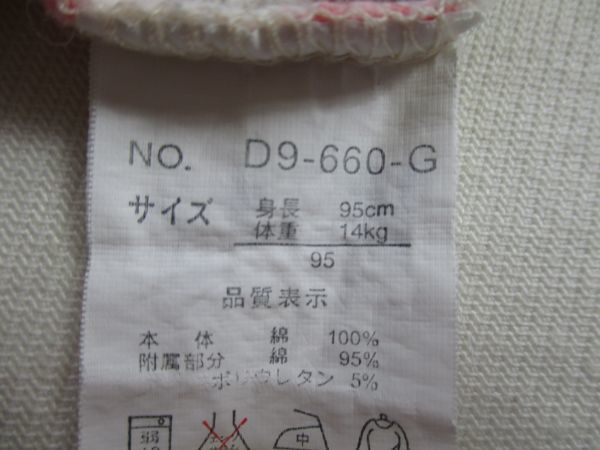 NO. D9-660-G
サイズ 身長 95cm
体重 14kg
95
品質表示
本体 綿 100%
附属部分 綿 95%
ポリウレタン 5%
弱 中